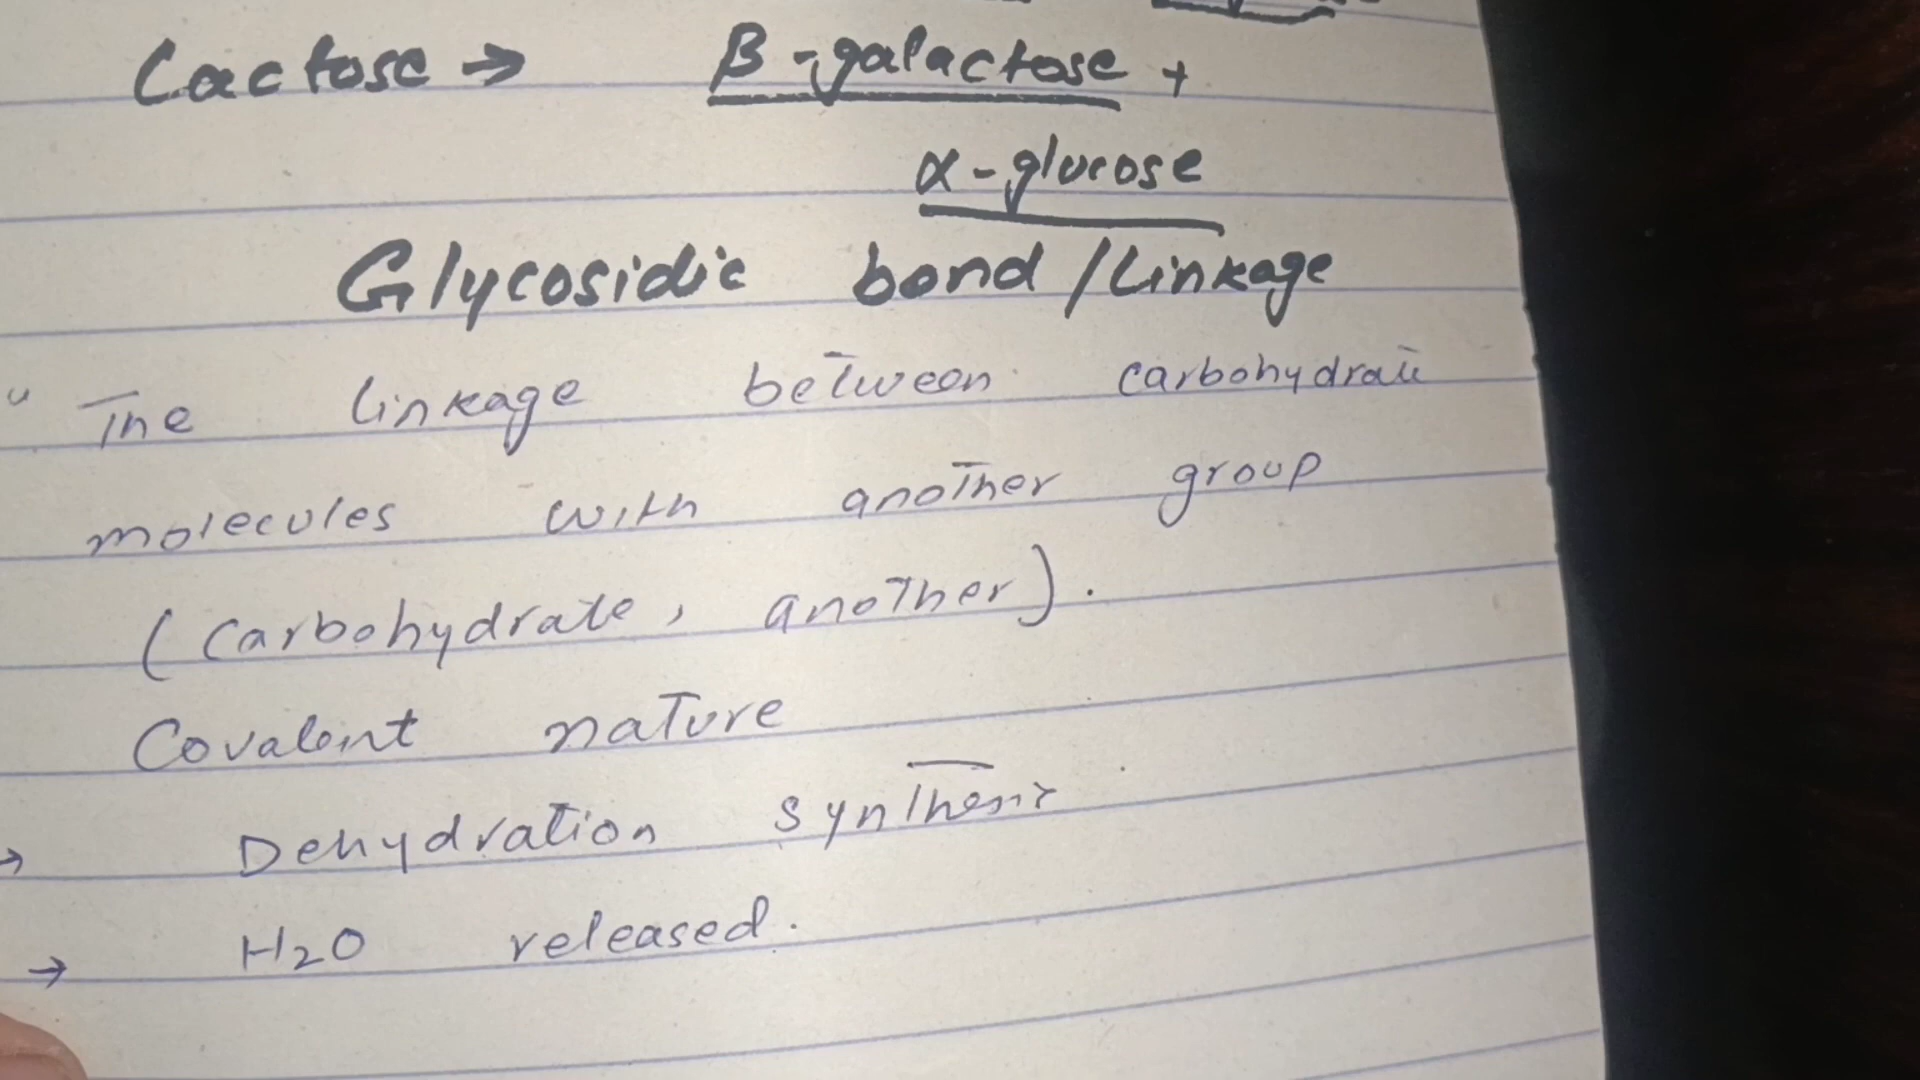 Lactose → β-galactose +
α-glucose
Glycosidic bond/Linkage
" The linkage between carbohydrate
molecules with another group
(carbohydrate, another).
Covalent nature
→ Dehydration synthesis
→ H2O released.